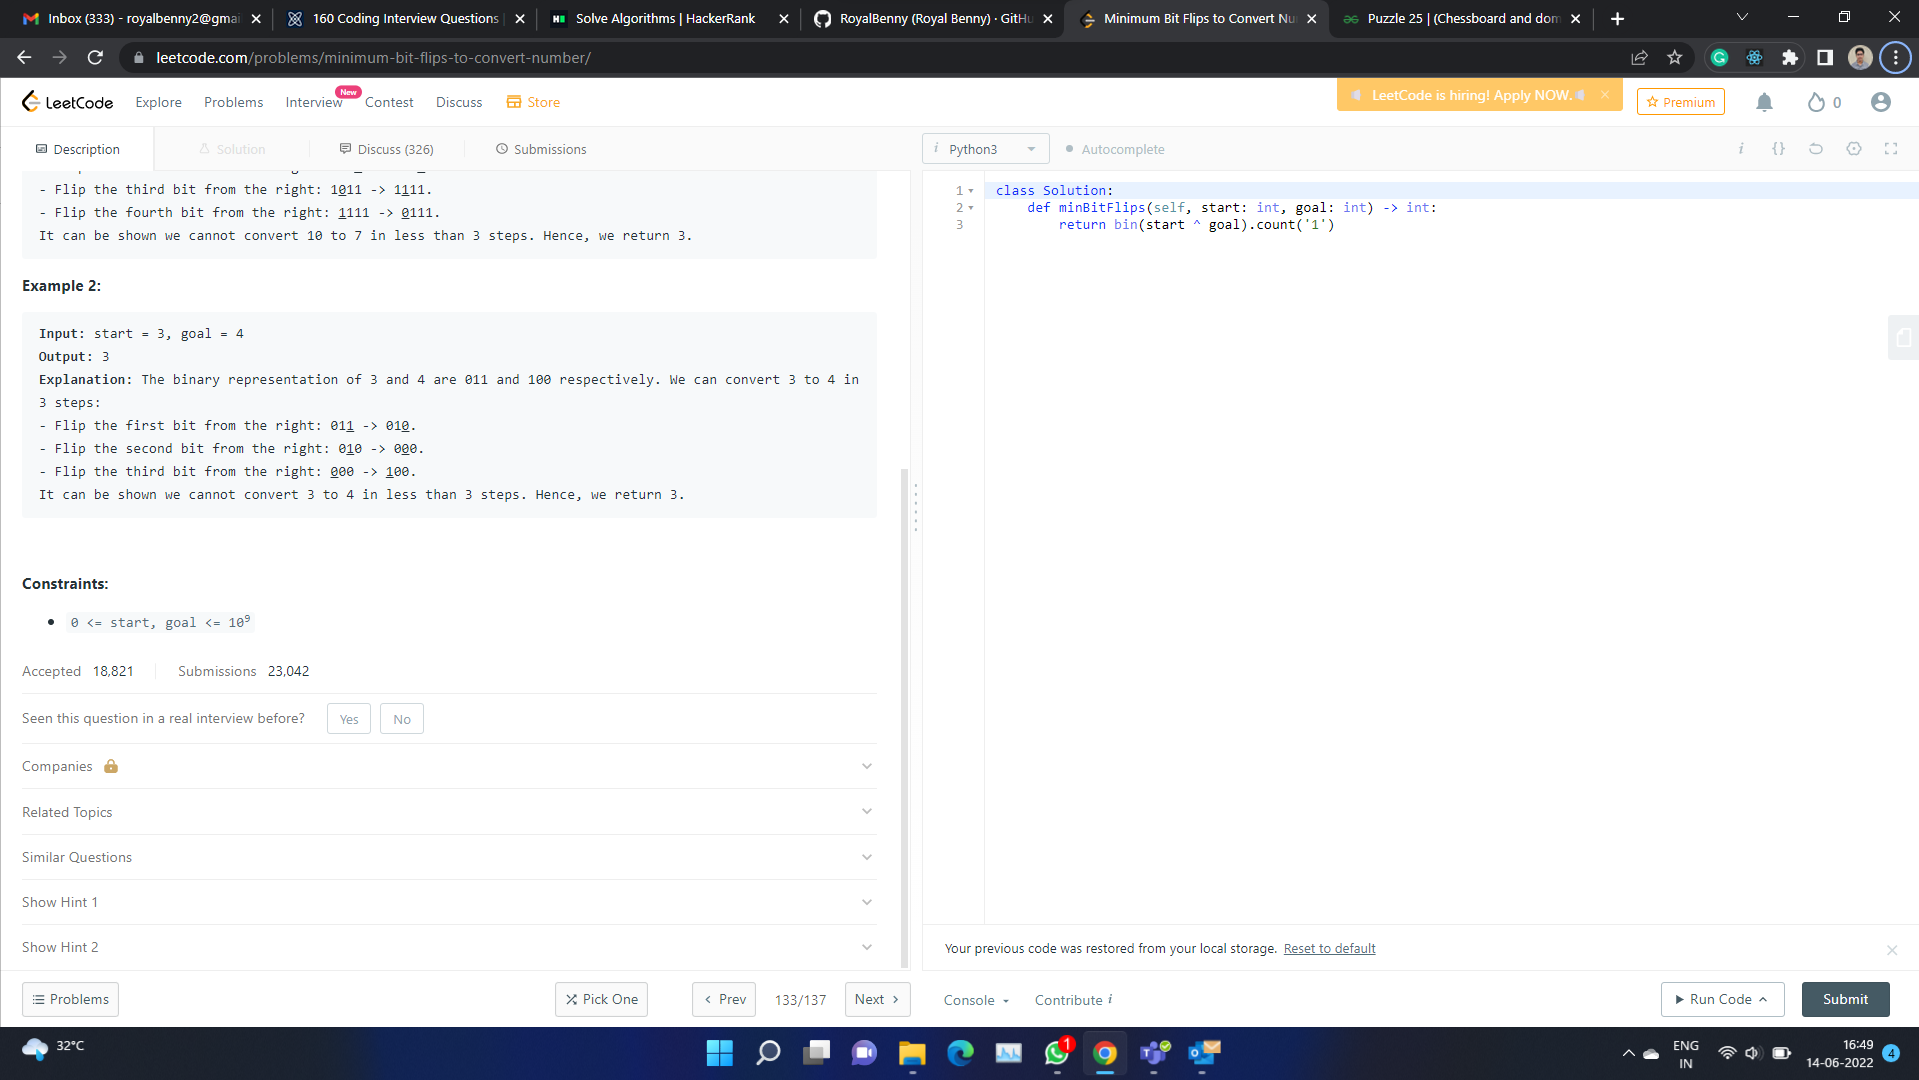 Inbox (333) - royalbenny2@gmai
160 Coding Interview Questions
Solve Algorithms | HackerRank
RoyalBenny (Royal Benny) · GitHu
Minimum Bit Flips to Convert Nu
Puzzle 25 | (Chessboard and dom
leetcode.com/problems/minimum-bit-flips-to-convert-number/
LeetCode
Explore
Problems
Interview
New
Contest
Discuss
Store
LeetCode is hiring! Apply NOW.
Premium
0
Description
Solution
Discuss (326)
Submissions
- Flip the third bit from the right: 1011 -> 1111.
- Flip the fourth bit from the right: 1111 -> 0111.
It can be shown we cannot convert 10 to 7 in less than 3 steps. Hence, we return 3.
Example 2:
Input: start = 3, goal = 4
Output: 3
Explanation: The binary representation of 3 and 4 are 011 and 100 respectively. We can convert 3 to 4 in
3 steps:
- Flip the first bit from the right: 011 -> 010.
- Flip the second bit from the right: 010 -> 000.
- Flip the third bit from the right: 000 -> 100.
It can be shown we cannot convert 3 to 4 in less than 3 steps. Hence, we return 3.
Constraints:
• 0 <= start, goal <= 10⁹
Accepted 18,821 Submissions 23,042
Seen this question in a real interview before? Yes No
Companies
Related Topics
Similar Questions
Show Hint 1
Show Hint 2
Problems
Pick One
Prev
133/137
Next
i Python3
Autocomplete
i {}
1 class Solution:
2 def minBitFlips(self, start: int, goal: int) -> int:
3 return bin(start ^ goal).count('1')
Your previous code was restored from your local storage. Reset to default
Console
Contribute i
Run Code
Submit
32°C
1
ENG
IN
16:49
14-06-2022
4